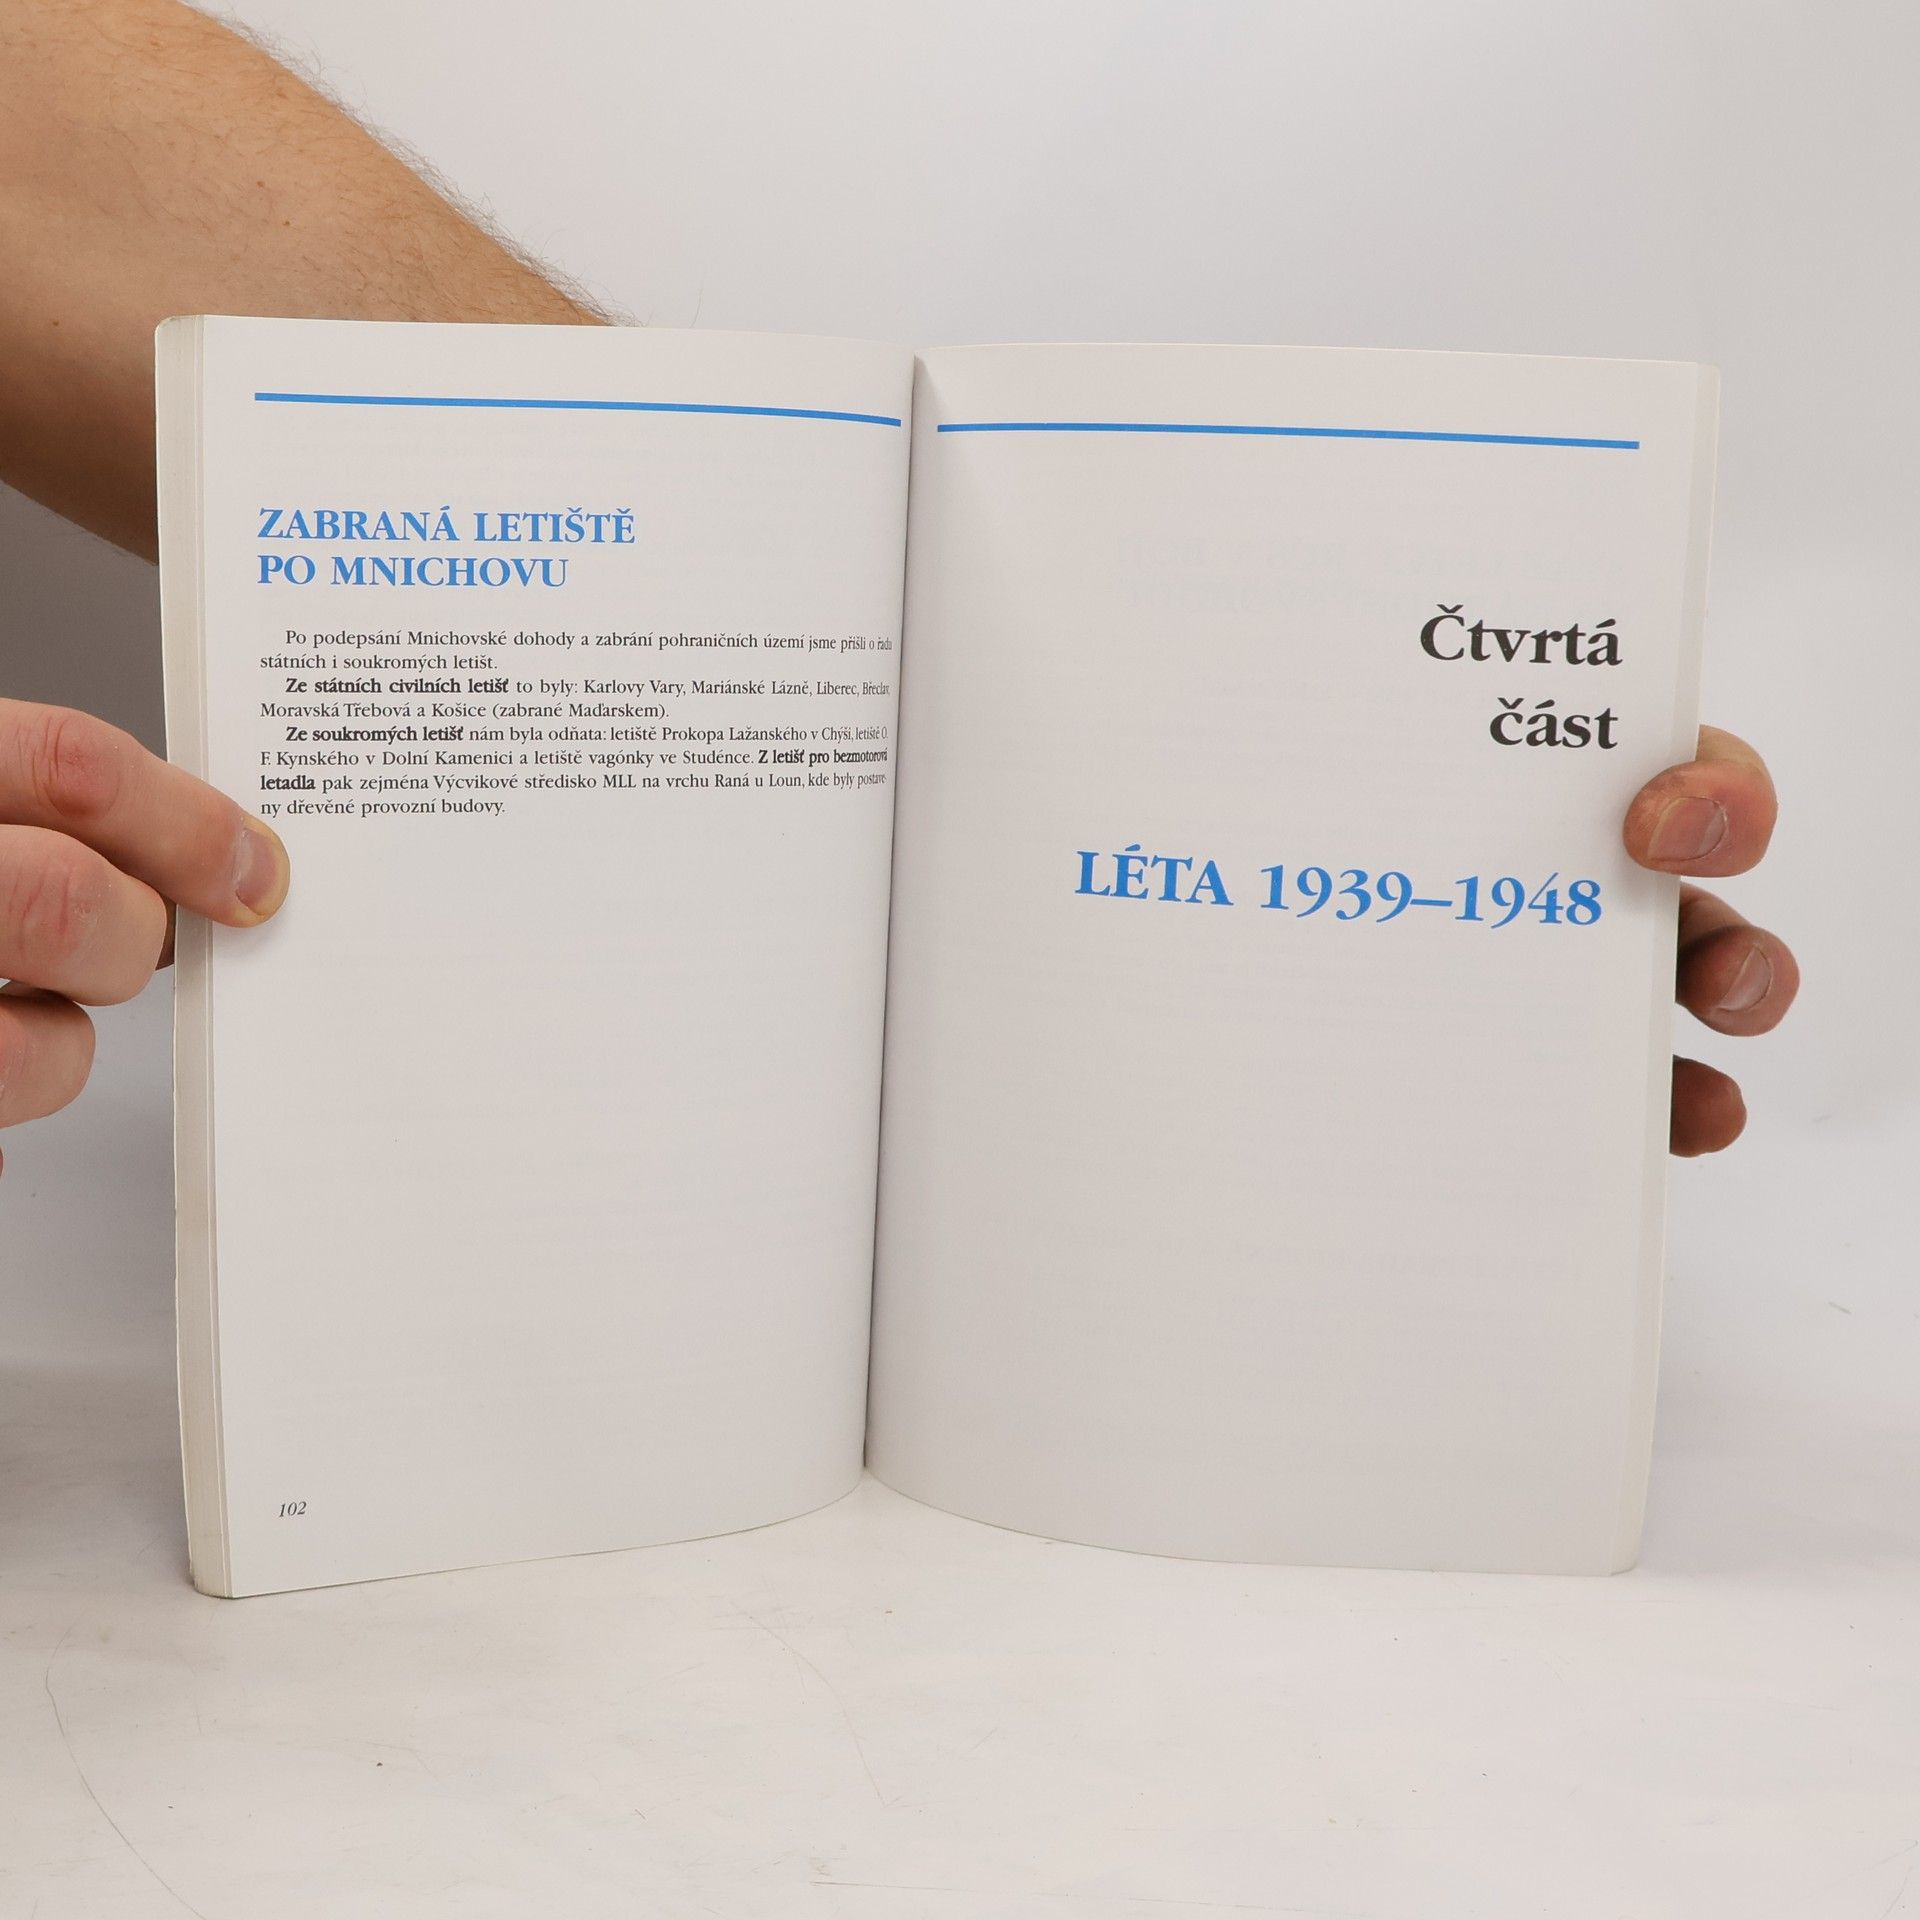 ZABRANÁ LETIŠTĚ
PO MNICHOVU
Po podepsání Mnichovské dohody a zabrání pohraničních území jsme přišli o řadu
státních i soukromých letišt.
Ze státních civilních letišť to byly: Karlovy Vary, Mariánské Lázně, Liberec, Břeclav,
Moravská Třebová a Košice (zabrané Maďarskem).
Ze soukromých letišť nám byla odňata: letiště Prokopa Lažanského v Chýši, letiště O.
F. Kynského v Dolní Kamenici a letiště vagónky ve Studénce. Z letišť pro bezmotorová
letadla pak zejména Výcvikové středisko MLL na vrchu Raná u Loun, kde byly postave-
ny dřevěné provozní budovy.
102
Čtvrtá
část
LÉTA 1939–1948